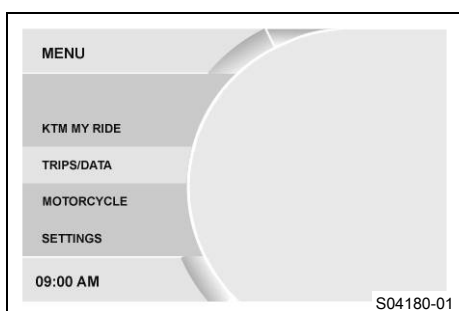 MENU
KTM MY RIDE
TRIPS/DATA
MOTORCYCLE
SETTINGS
09:00 AM
S04180-01